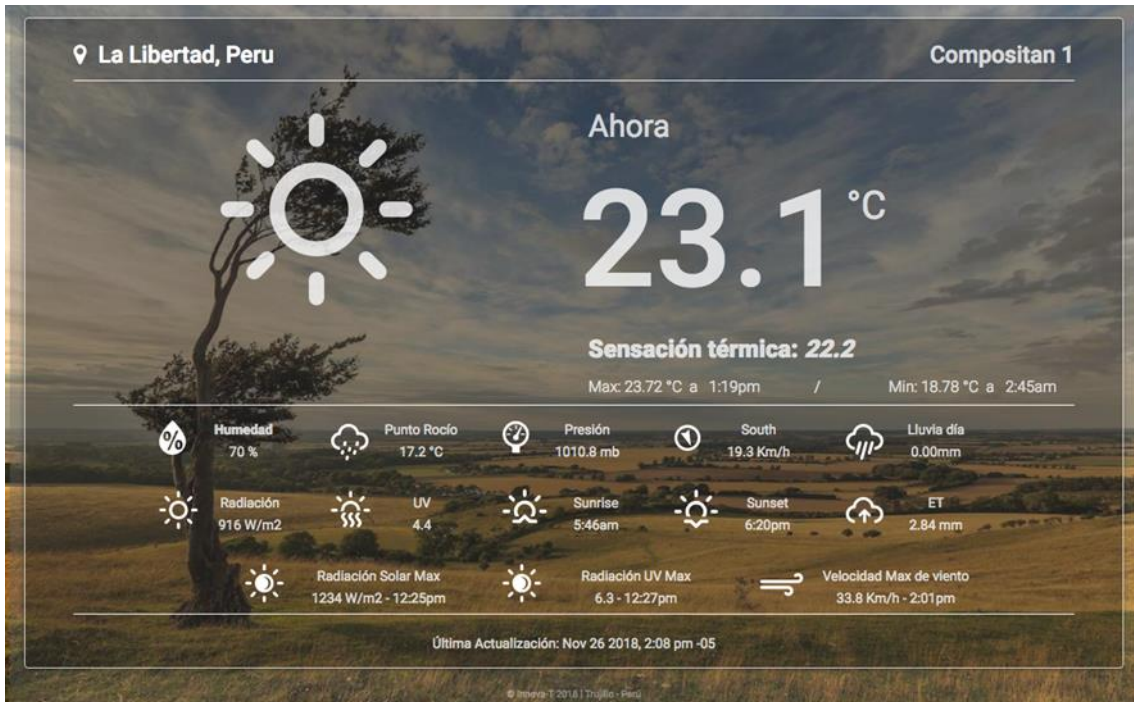 La Libertad, Peru
Compositan 1
Ahora
23.1 °C
Sensación térmica: 22.2
Max: 23.72 °C a 1:19pm / Min: 18.78 °C a 2:45am
Humedad
70 %
Punto Rocío
17.2 °C
Presión
1010.8 mb
South
19.3 Km/h
Lluvia día
0.00mm
Radiación
916 W/m2
UV
4.4
Sunrise
5:46am
Sunset
6:20pm
ET
2.84 mm
Radiación Solar Max
1234 W/m2 - 12:25pm
Radiación UV Max
6.3 - 12:27pm
Velocidad Max de viento
33.8 Km/h - 2:01pm
Última Actualización: Nov 26 2018, 2:08 pm -05
© Innova-T 2018 | Trujillo - Perú